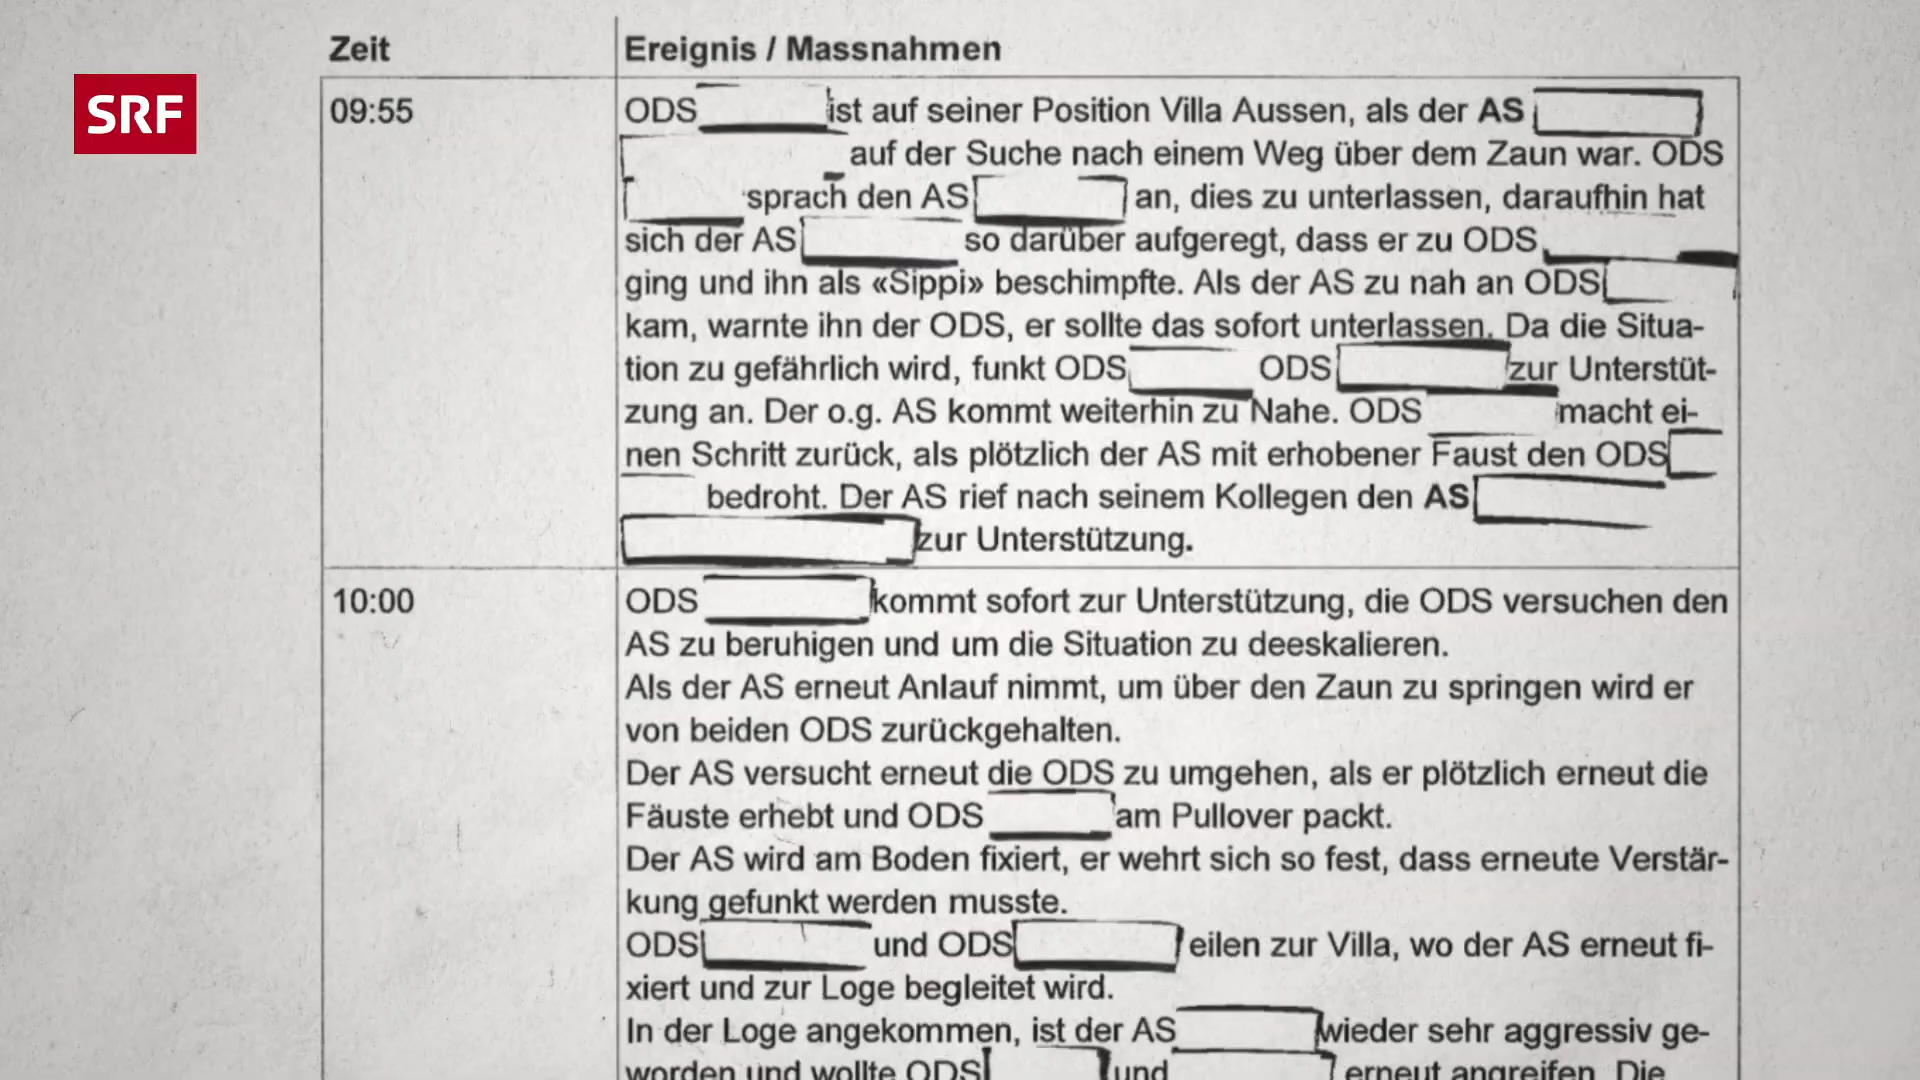 SRF
Zeit Ereignis / Massnahmen
09:55 ODS ist auf seiner Position Villa Aussen, als der AS
auf der Suche nach einem Weg über dem Zaun war. ODS
sprach den AS an, dies zu unterlassen, daraufhin hat
sich der AS so darüber aufgeregt, dass er zu ODS
ging und ihn als «Sippi» beschimpfte. Als der AS zu nah an ODS
kam, warnte ihn der ODS, er sollte das sofort unterlassen. Da die Situa-
tion zu gefährlich wird, funkt ODS ODS zur Unterstüt-
zung an. Der o.g. AS kommt weiterhin zu Nahe. ODS macht ei-
nen Schritt zurück, als plötzlich der AS mit erhobener Faust den ODS
bedroht. Der AS rief nach seinem Kollegen den AS
zur Unterstützung.
10:00 ODS kommt sofort zur Unterstützung, die ODS versuchen den
AS zu beruhigen und um die Situation zu deeskalieren.
Als der AS erneut Anlauf nimmt, um über den Zaun zu springen wird er
von beiden ODS zurückgehalten.
Der AS versucht erneut die ODS zu umgehen, als er plötzlich erneut die
Fäuste erhebt und ODS am Pullover packt.
Der AS wird am Boden fixiert, er wehrt sich so fest, dass erneute Verstär-
kung gefunkt werden musste.
ODS und ODS eilen zur Villa, wo der AS erneut fi-
xiert und zur Loge begleitet wird.
In der Loge angekommen, ist der AS wieder sehr aggressiv ge-
worden und wollte ODS und erneut angreifen. Die